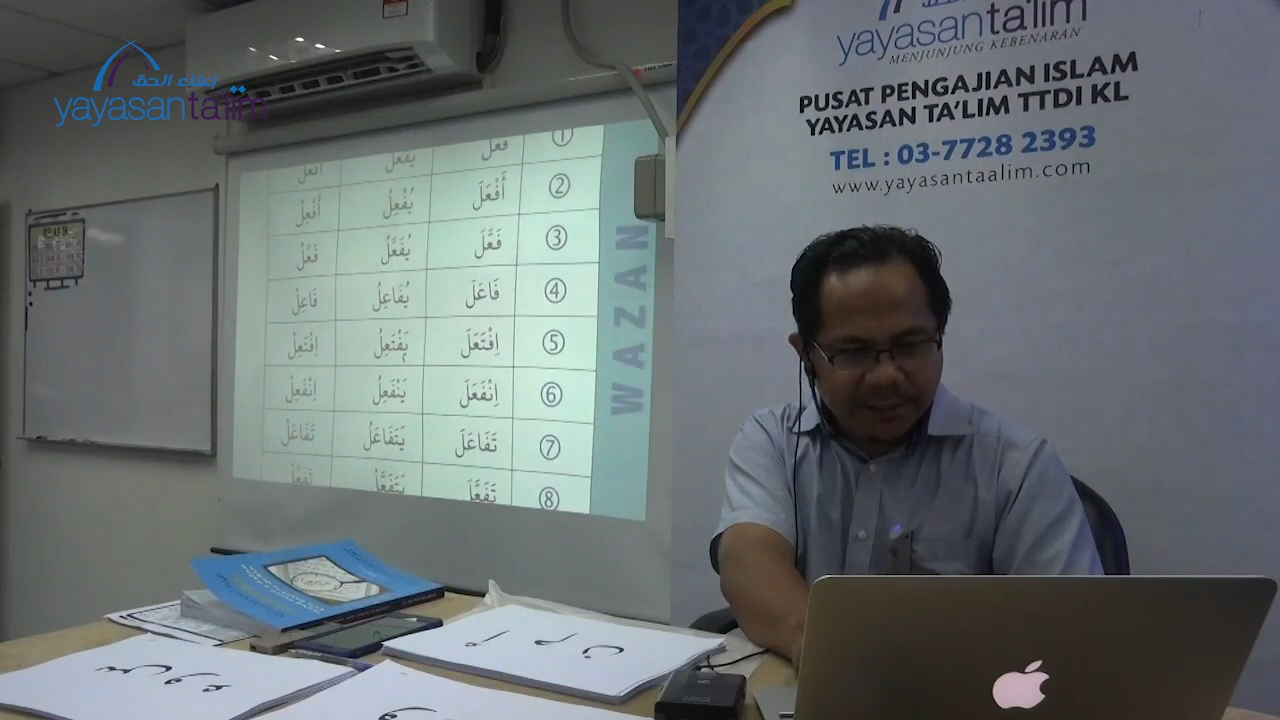 لقاء الحق
yayasanta'lim
yayasanta'lim
MENJUNJUNG KEBENARAN
PUSAT PENGAJIAN ISLAM
YAYASAN TA'LIM TTDI KL
TEL : 03-7728 2393
www.yayasantaalim.com
WAZAN
① فعل يفعل افعل
② أَفْعَلَ يُفْعِلُ أَفْعِلْ
③ فَعَّلَ يُفَعِّلُ فَعِّلْ
④ فَاعَلَ يُفَاعِلُ فَاعِلْ
⑤ اِفْتَعَلَ يَفْتَعِلُ اِفْتَعِلْ
⑥ اِنْفَعَلَ يَنْفَعِلُ اِنْفَعِلْ
⑦ تَفَاعَلَ يَتَفَاعَلُ تَفَاعَلْ
⑧ تَفَعَّلَ يَتَفَعَّلُ تَفَعَّلْ